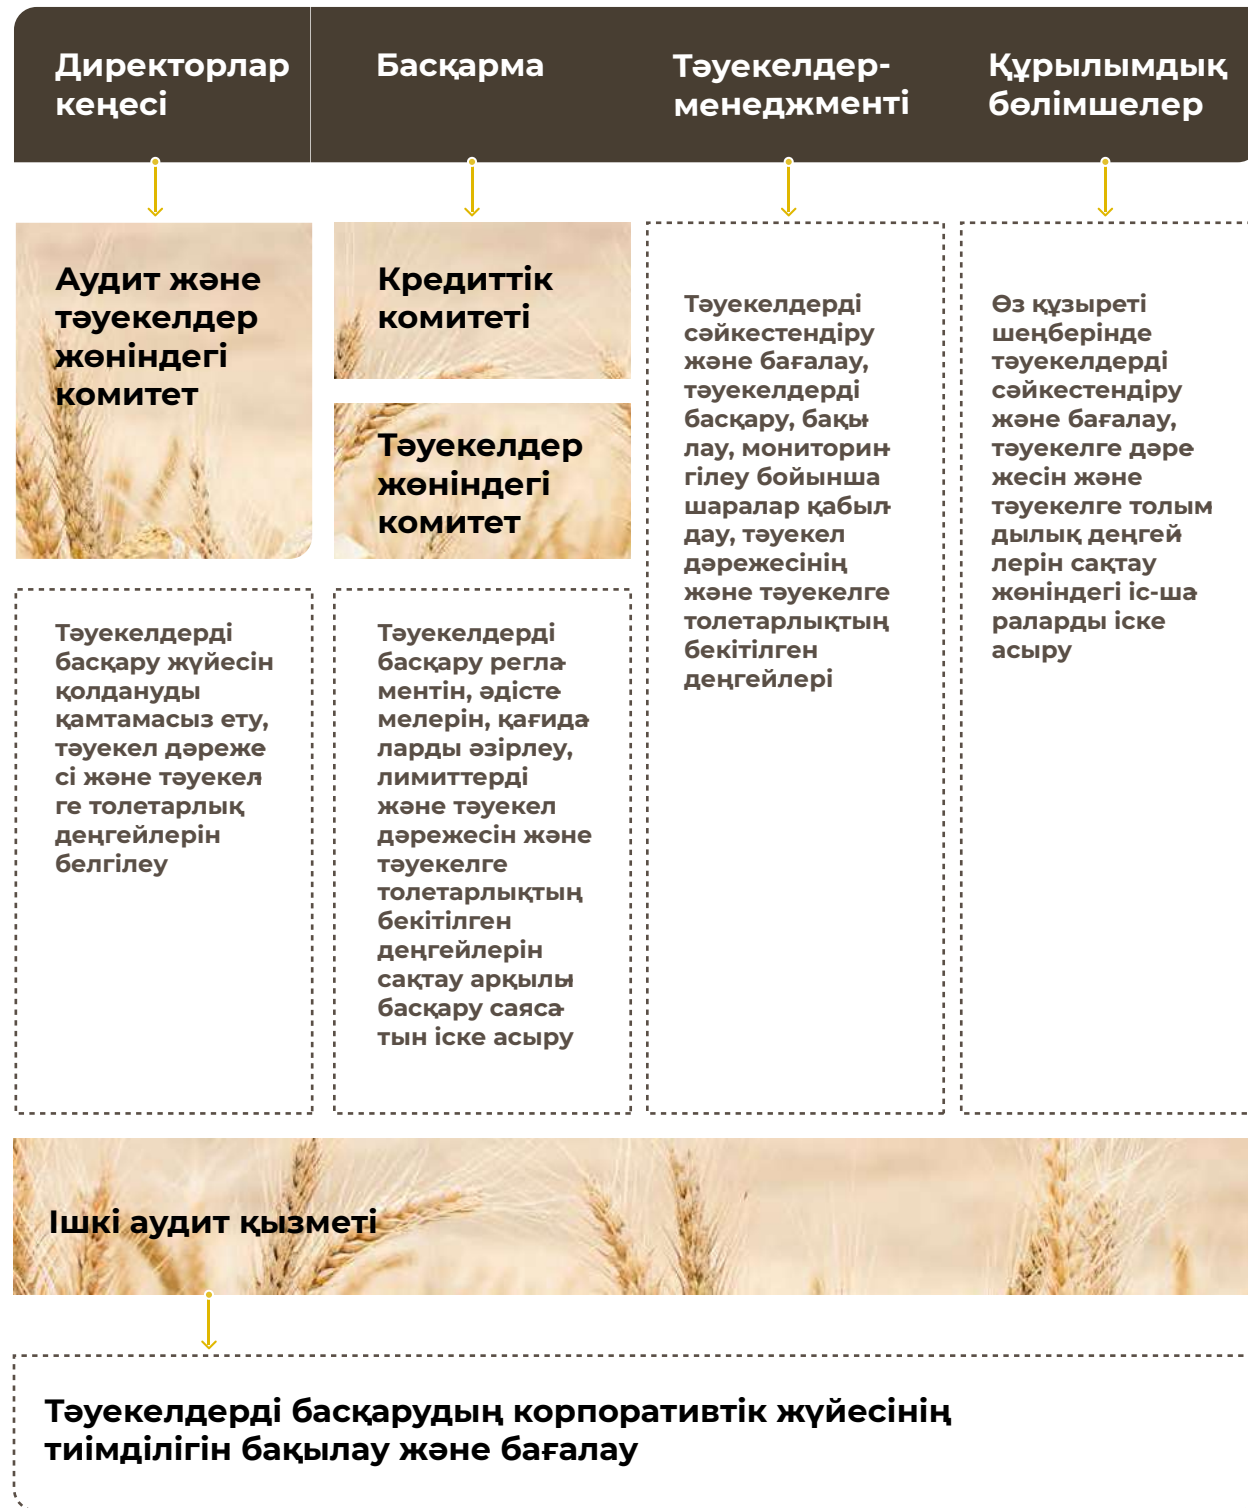 Директорлар
кеңесі
Басқарма
Тәуекелдер-
менеджменті
Құрылымдық
бөлімшелер
Аудит және
тәуекелдер
жөніндегі
комитет
Кредиттік
комитеті
Тәуекелдер
жөніндегі
комитет
Тәуекелдерді
басқару жүйесін
қолдануды
қамтамасыз ету,
тәуекел дәреже-
сі және тәуекел-
ге толетарлық
деңгейлерін
белгілеу
Тәуекелдерді
басқару регла-
ментін, әдісте-
мелерін, қағида-
ларды әзірлеу,
лимиттерді
және тәуекел
дәрежесін және
тәуекелге
толетарлықтың
бекітілген
деңгейлерін
сақтау арқылы-
басқару саяса-
тын іске асыру
Тәуекелдерді
сәйкестендіру
және бағалау,
тәуекелдерді
басқару, бақы-
лау, мониторин-
гілеу бойынша
шаралар қабыл-
дау, тәуекел
дәрежесінің
және тәуекелге
толетарлықтың
бекітілген
деңгейлері
Өз құзыреті
шеңберінде
тәуекелдерді
сәйкестендіру
және бағалау,
тәуекелге дәре
жесін және
тәуекелге толым
дылық деңгей-
лерін сақтау
жөніндегі іс-ша-
раларды іске
асыру
Ішкі аудит қызметі
Тәуекелдерді басқарудың корпоративтік жүйесінің
тиімділігін бақылау және бағалау